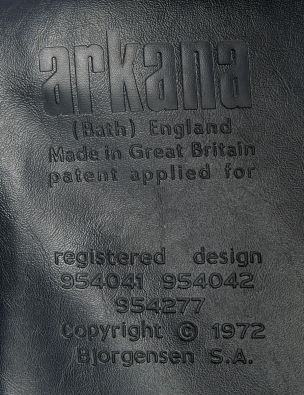 arkana
(Bath) England
Made in Great Britain
patent applied for
registered design
954041 954042
954277
Copyright © 1972
Bjorgensen S.A.